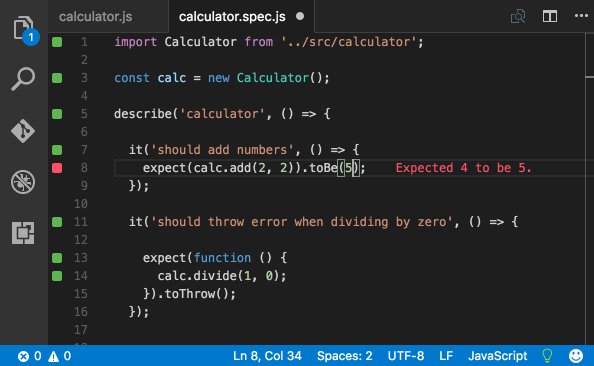 calculator.js calculator.spec.js
1
1 import Calculator from '../src/calculator';
2
3 const calc = new Calculator();
4
5 describe('calculator', () => {
6
7 it('should add numbers', () => {
8 expect(calc.add(2, 2)).toBe(5); Expected 4 to be 5.
9 });
10
11 it('should throw error when dividing by zero', () => {
12
13 expect(function () {
14 calc.divide(1, 0);
15 }).toThrow();
16 });
17
0 0 Ln 8, Col 34 Spaces: 2 UTF-8 LF JavaScript